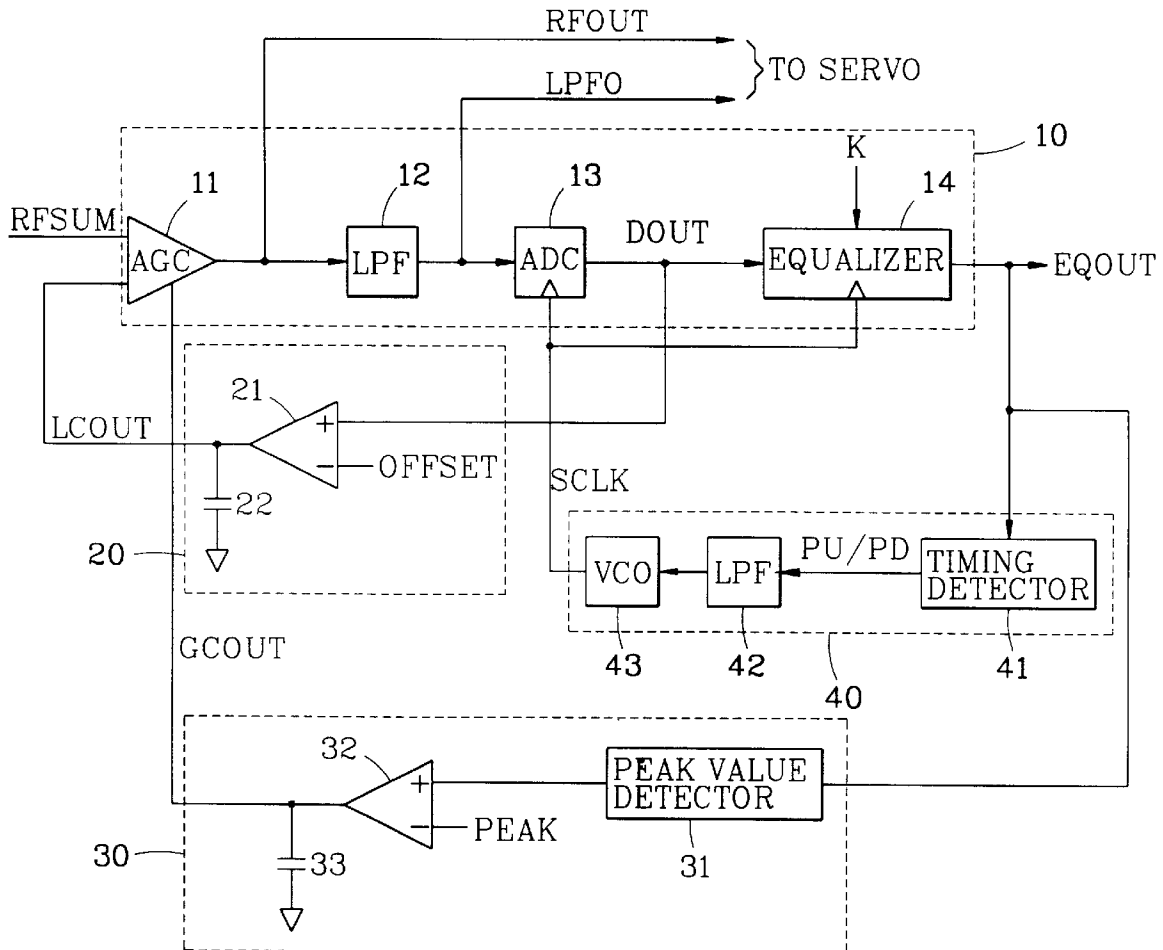 RFOUT
TO SERVO
LPFO
10
K
11
12
13
14
RFSUM
DOUT
AGC
LPF
ADC
EQUALIZER
EQOUT
21
LCOUT
+
−
OFFSET
SCLK
22
20
PU/PD
VCO
LPF
TIMING
DETECTOR
GCOUT
43
42
41
40
32
PEAK VALUE
DETECTOR
+
−
PEAK
31
30
33